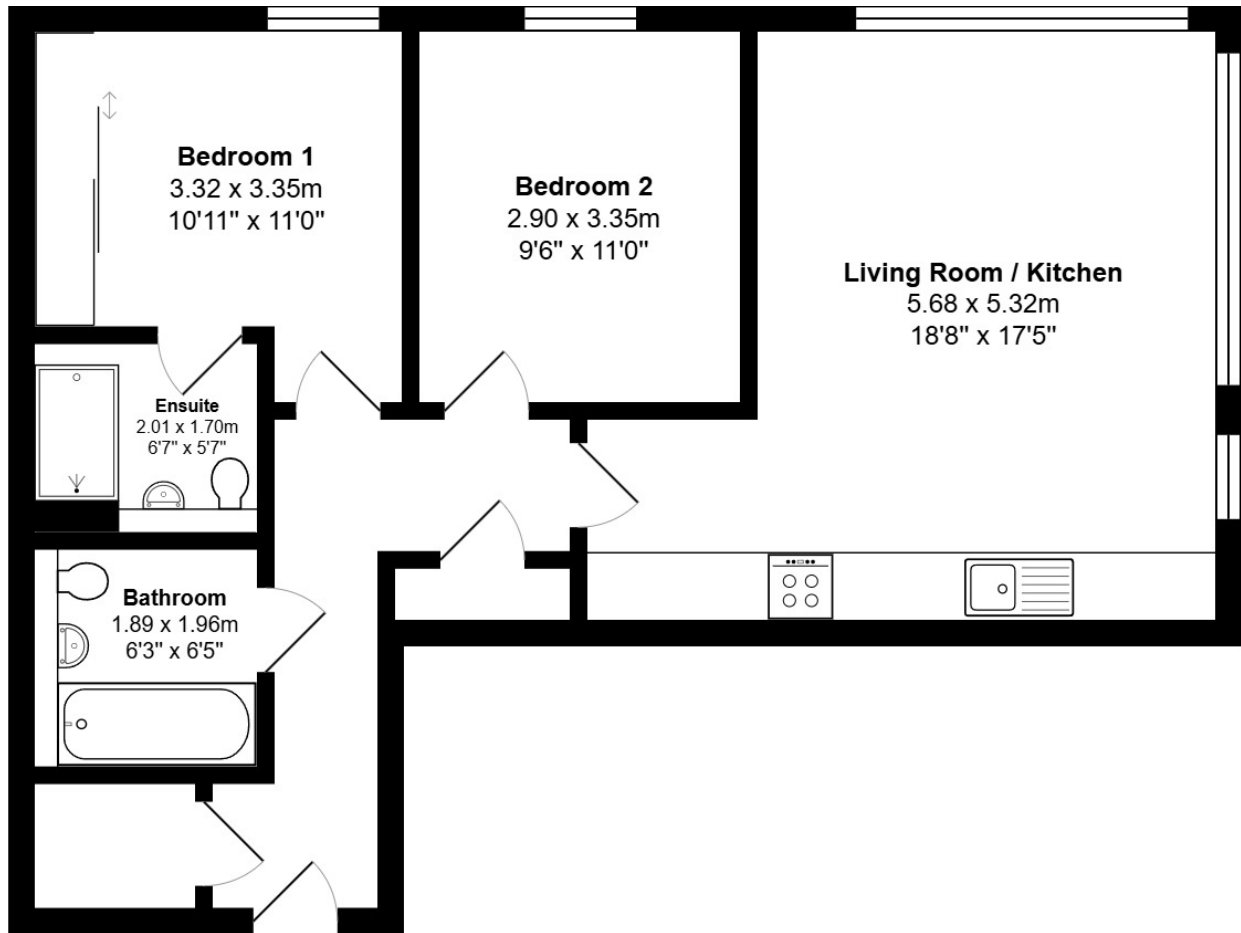 Bedroom 1
3.32 x 3.35m
10'11" x 11'0"
Bedroom 2
2.90 x 3.35m
9'6" x 11'0"
Living Room / Kitchen
5.68 x 5.32m
18'8" x 17'5"
Ensuite
2.01 x 1.70m
6'7" x 5'7"
Bathroom
1.89 x 1.96m
6'3" x 6'5"